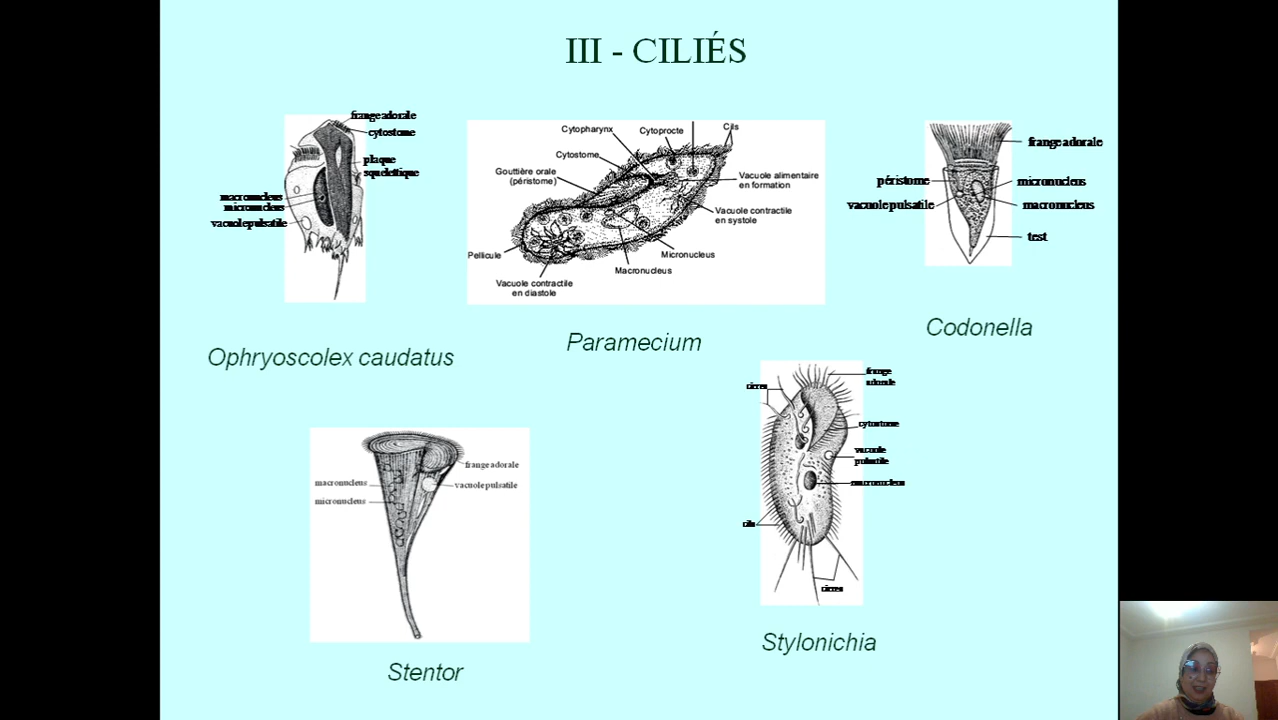 III - CILIÉS
frange adorale
cytostome
plaque
squelettique
macronucleus
micronucleus
vacuole pulsatile
Ophryoscolex caudatus
Cytopharynx
Cytoprocte
Cils
Cytostome
Gouttière orale
(péristome)
Vacuole alimentaire
en formation
Vacuole contractile
en systole
Pellicule
Micronucleus
Macronucleus
Vacuole contractile
en diastole
Paramecium
frange adorale
péristome
micronucleus
vacuole pulsatile
macronucleus
test
Codonella
frange adorale
macronucleus
vacuole pulsatile
micronucleus
Stentor
cirres
frange
adorale
cytostome
vacuole
pulsatile
macronucleus
cils
cirres
Stylonichia